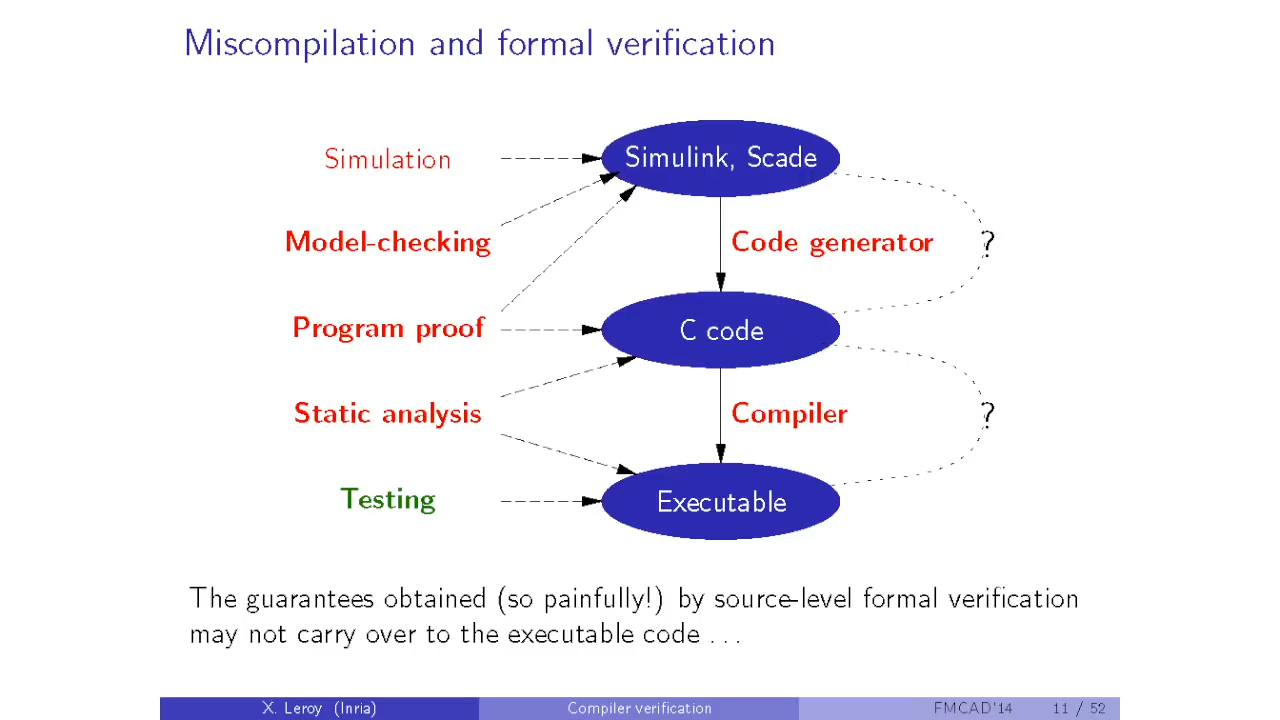 Miscompilation and formal verification
Simulation
Simulink, Scade
Model-checking
Code generator
?
Program proof
C code
Static analysis
Compiler
?
Testing
Executable
The guarantees obtained (so painfully!) by source-level formal verification
may not carry over to the executable code . . .
X. Leroy (Inria)
Compiler verification
FMCAD'14
11 / 52